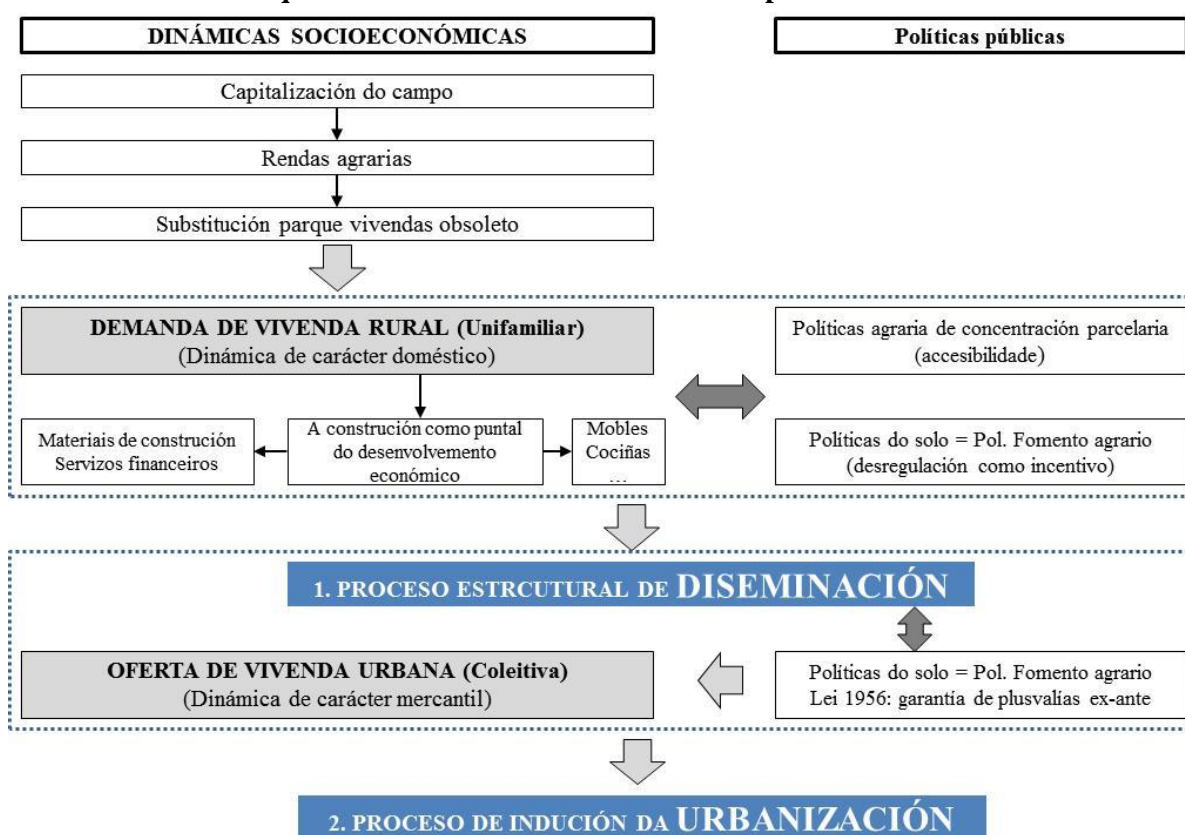 DINÁMICAS SOCIOECONÓMICAS
Políticas públicas
Capitalización do campo
Rendas agrarias
Substitución parque vivendas obsoleto
DEMANDA DE VIVENDA RURAL (Unifamiliar)
(Dinámica de carácter doméstico)
Políticas agraria de concentración parcelaria
(accesibilidade)
Materiais de construción
Servizos financeiros
A construción como puntal
do desenvolvemento
económico
Mobles
Cociñas
…
Políticas do solo = Pol. Fomento agrario
(desregulación como incentivo)
1. PROCESO ESTRCUTURAL DE DISEMINACIÓN
OFERTA DE VIVENDA URBANA (Coleitiva)
(Dinámica de carácter mercantil)
Políticas do solo = Pol. Fomento agrario
Lei 1956: garantía de plusvalías ex-ante
2. PROCESO DE INDUCIÓN DA URBANIZACIÓN